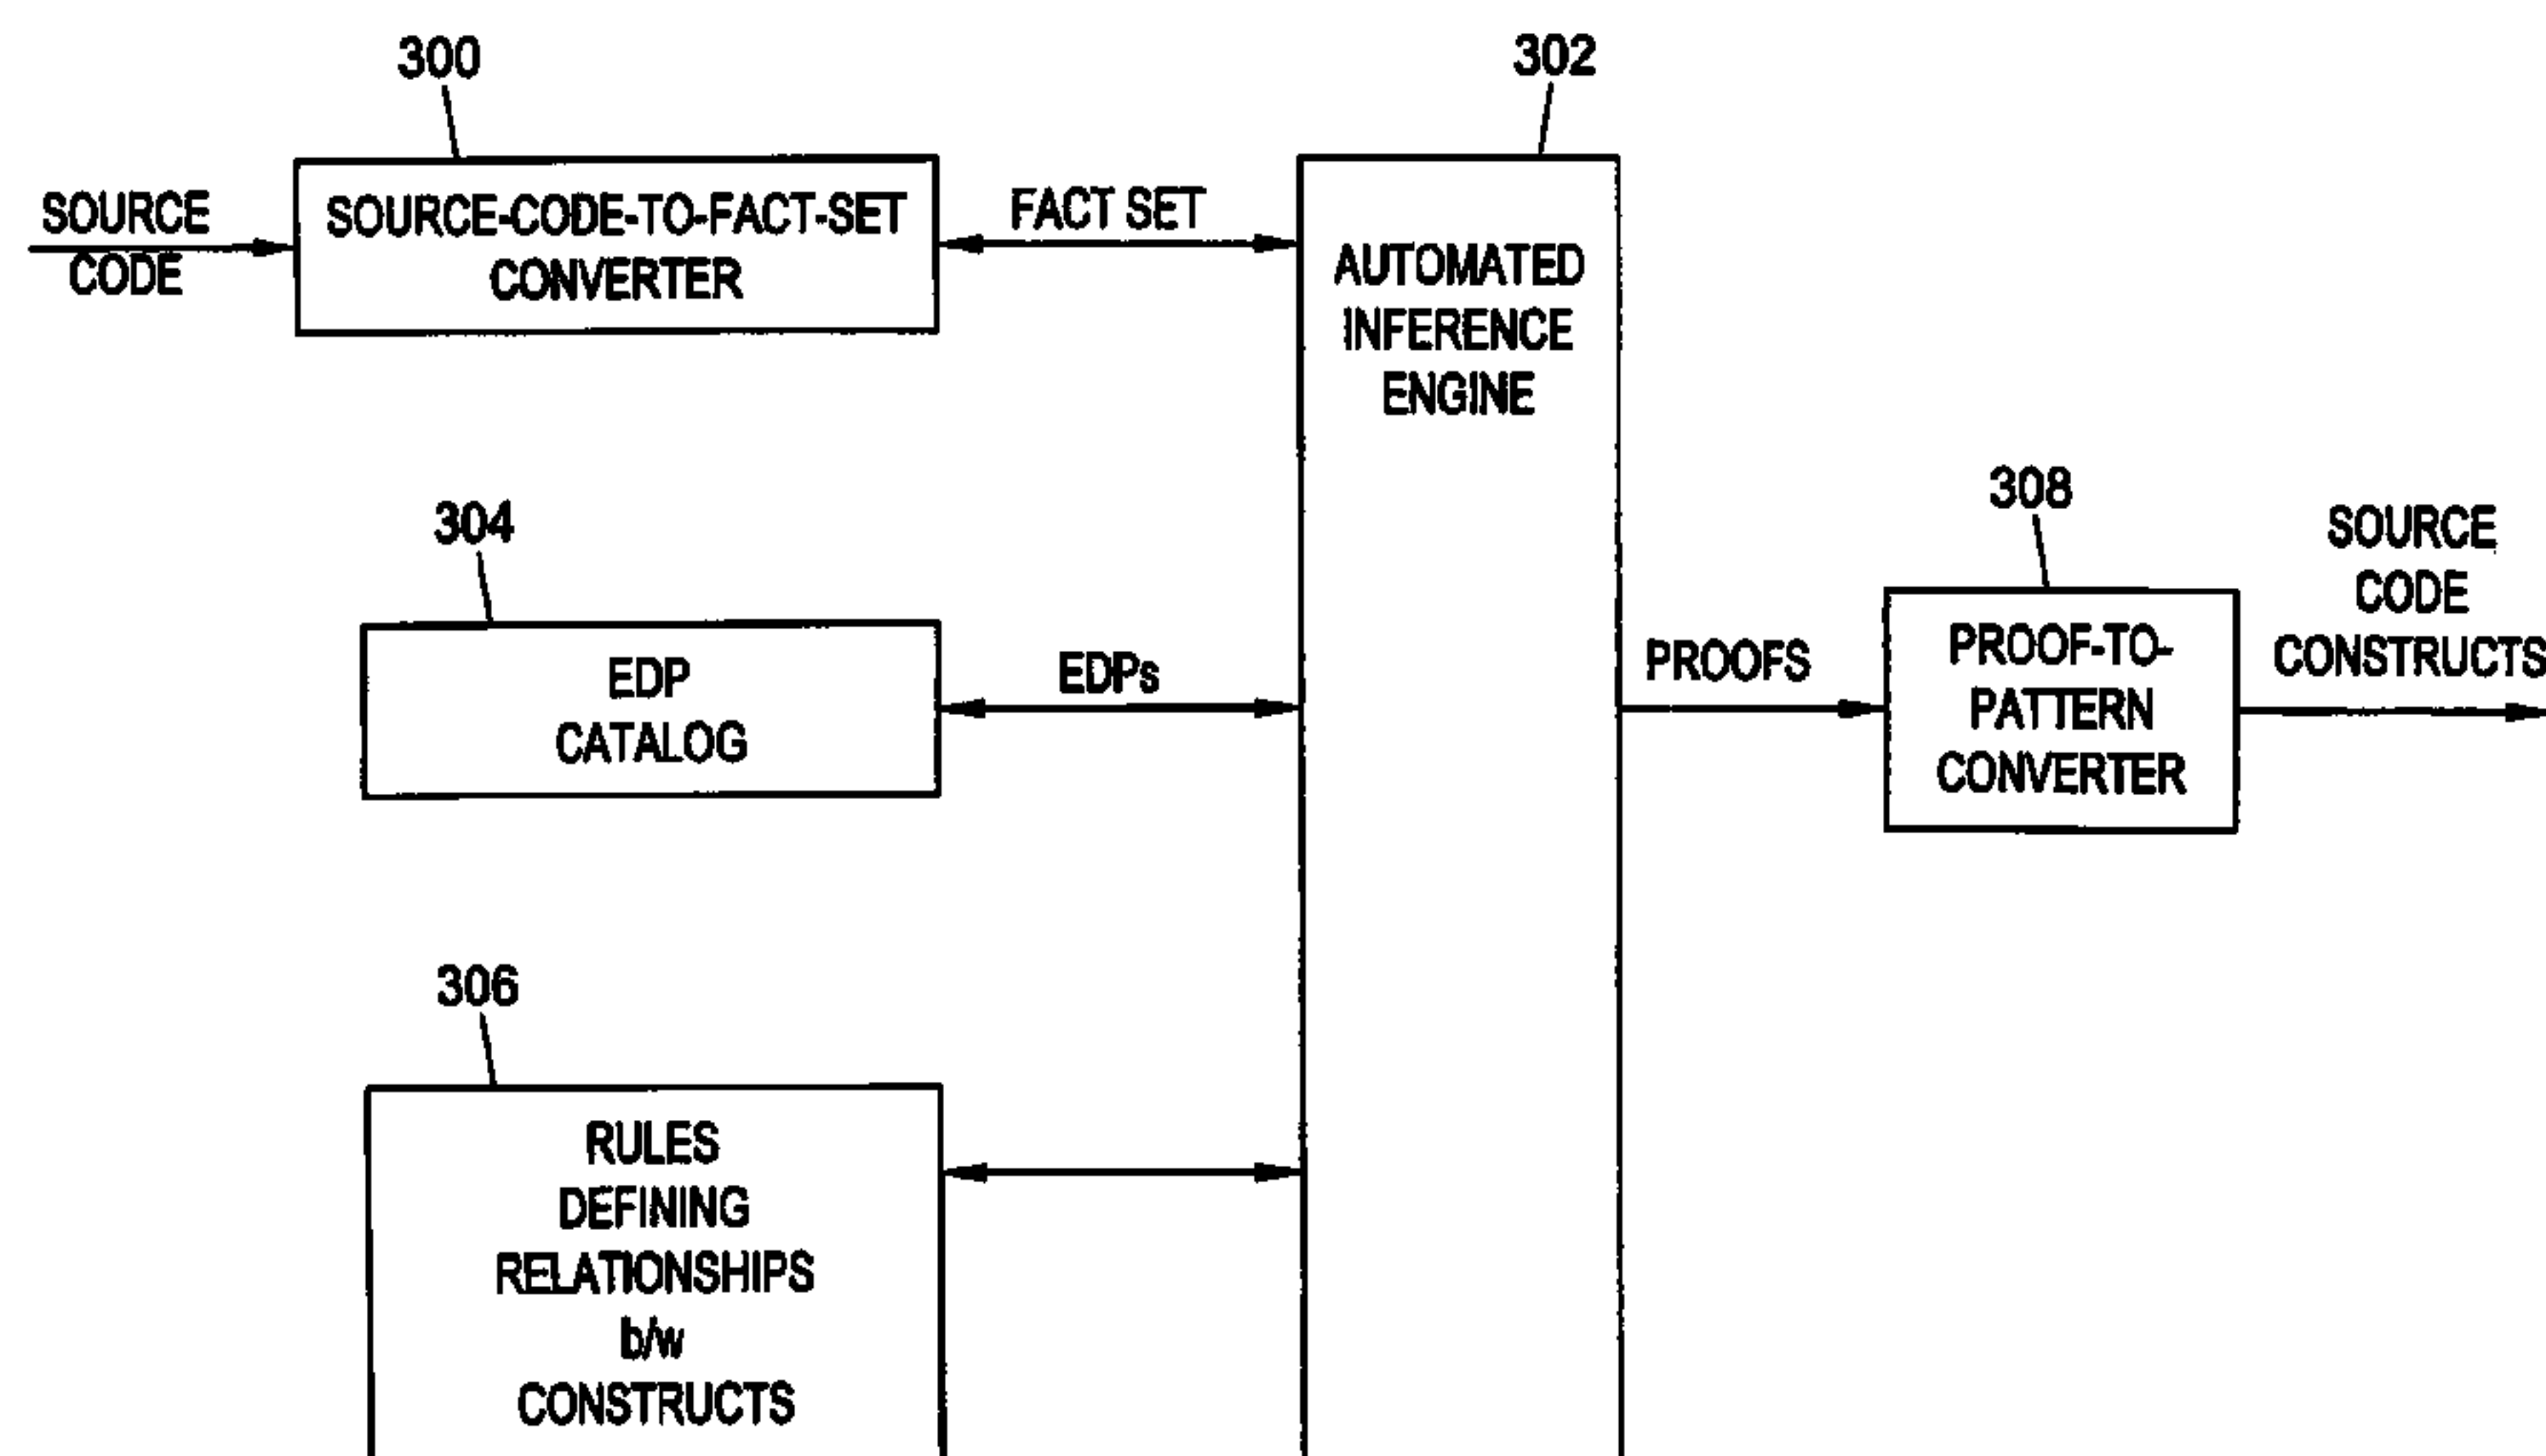 300
302
SOURCE
CODE
SOURCE-CODE-TO-FACT-SET
CONVERTER
FACT SET
AUTOMATED
INFERENCE
ENGINE
304
EDP
CATALOG
EDPs
PROOFS
308
PROOF-TO-
PATTERN
CONVERTER
SOURCE
CODE
CONSTRUCTS
306
RULES
DEFINING
RELATIONSHIPS
b/w
CONSTRUCTS